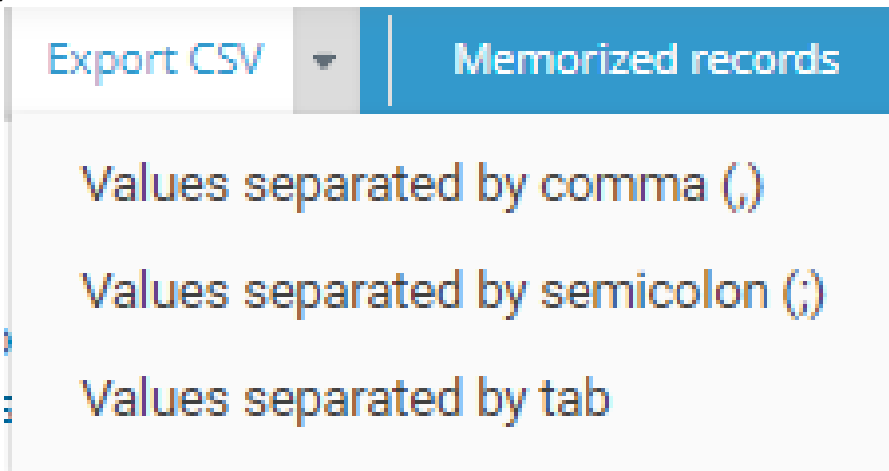 Export CSV Memorized records
Values separated by comma (,)
Values separated by semicolon (;)
Values separated by tab